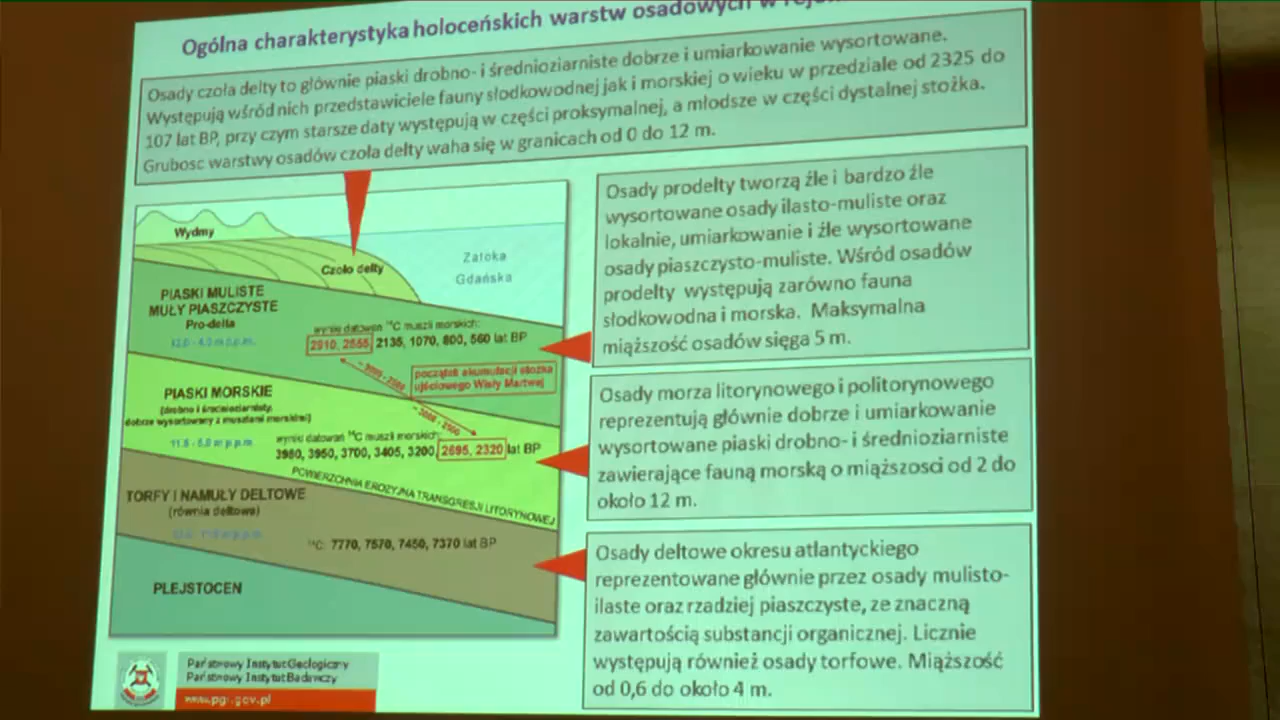 Ogólna charakterystyka holoceńskich warstw osadowych w
Osady czoła delty to głównie piaski drobno- i średnioziarniste dobrze i umiarkowanie wysortowane.
Występują wśród nich przedstawiciele fauny słodkowodnej jak i morskiej o wieku w przedziale od 2325 do
107 lat BP, przy czym starsze daty występują w części proksymalnej, a młodsze w części dystalnej stożka.
Grubosc warstwy osadów czoła delty waha się w granicach od 0 do 12 m.
Wydmy
Czoło delty
Zatoka
Gdańska
PIASKI MULISTE
MUŁY PIASZCZYSTE
Pro-delta
wyniki datowań ¹⁴C muszli morskich:
2910, 2555, 2135, 1070, 800, 560 lat BP
początek akumulacji stożka
ujściowego Wisły Martwej
PIASKI MORSKIE
(drobno i średnioziarnisty,
dobrze wysortowany z muszlami morskimi)
wyniki datowań ¹⁴C muszli morskich:
3980, 3950, 3700, 3405, 3200, 2695, 2320 lat BP
POWIERZCHNIA EROZYJNA TRANSGRESJI LITORYNOWEJ
TORFY I NAMUŁY DELTOWE
(równia deltowa)
¹⁴C: 7770, 7570, 7450, 7370 lat BP
PLEJSTOCEN
Osady prodelty tworzą źle i bardzo źle
wysortowane osady ilasto-muliste oraz
lokalnie, umiarkowanie i źle wysortowane
osady piaszczysto-muliste. Wśród osadów
prodelty występują zarówno fauna
słodkowodna i morska. Maksymalna
miąższość osadów sięga 5 m.
Osady morza litorynowego i politorynowego
reprezentują głównie dobrze i umiarkowanie
wysortowane piaski drobno- i średnioziarniste
zawierające fauną morską o miąższosci od 2 do
około 12 m.
Osady deltowe okresu atlantyckiego
reprezentowane głównie przez osady mulisto-
ilaste oraz rzadziej piaszczyste, ze znaczną
zawartością substancji organicznej. Licznie
występują również osady torfowe. Miąższość
od 0,6 do około 4 m.
Państwowy Instytut Geologiczny
Państwowy Instytut Badawczy
www.pgi.gov.pl